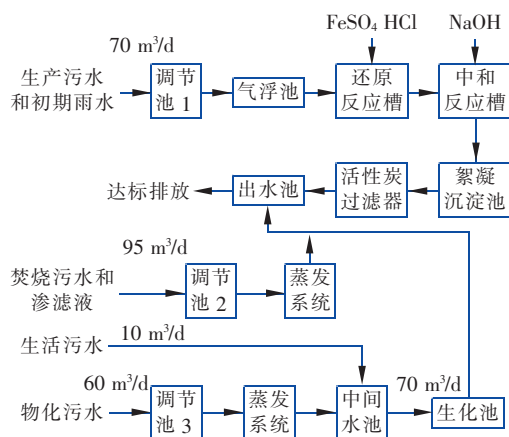 FeSO₄ HCl
NaOH
70 m³/d
生产污水
和初期雨水
调节
池 1
气浮池
还原
反应槽
中和
反应槽
达标排放
出水池
活性炭
过滤器
絮凝
沉淀池
95 m³/d
焚烧污水和
渗滤液
调节
池 2
蒸发
系统
生活污水
10 m³/d
60 m³/d
物化污水
调节
池 3
蒸发
系统
中间
水池
70 m³/d
生化池